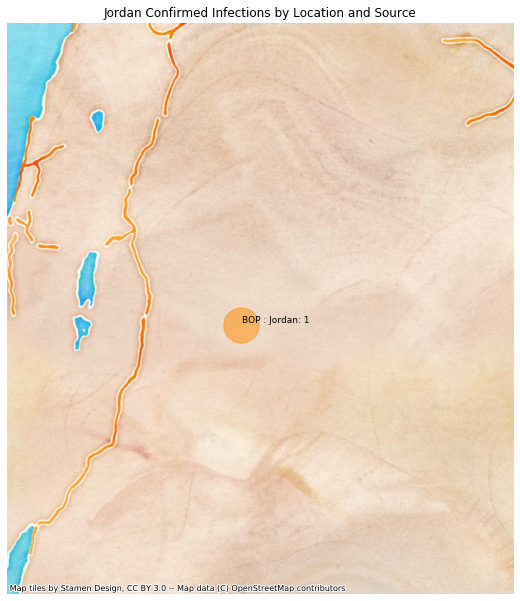 Jordan Confirmed Infections by Location and Source
BOP : Jordan: 1
Map tiles by Stamen Design, CC BY 3.0 -- Map data (C) OpenStreetMap contributors